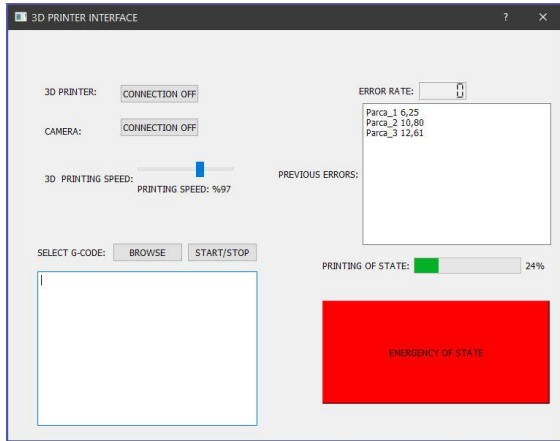 3D PRINTER INTERFACE
3D PRINTER: CONNECTION OFF
CAMERA: CONNECTION OFF
3D PRINTING SPEED:
PRINTING SPEED: %97
SELECT G-CODE: BROWSE START/STOP
ERROR RATE: 0
PREVIOUS ERRORS:
Parca_1 6,25
Parca_2 10,80
Parca_3 12,61
PRINTING OF STATE: 24%
EMERGENCY OF STATE